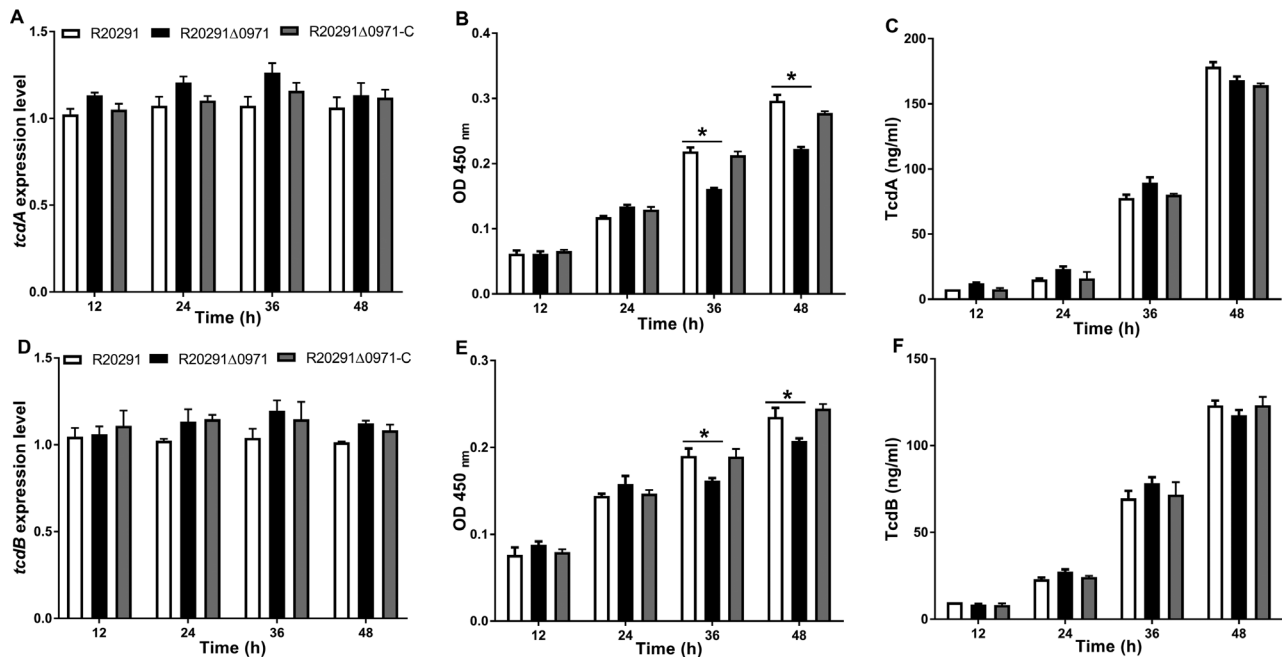 A
R20291 R20291Δ0971 R20291Δ0971-C
tcdA expression level
1.5
1.0
0.5
0.0
12 24 36 48
Time (h)
B
OD 450 nm
0.4
0.3
0.2
0.1
0.0
*
*
12 24 36 48
Time (h)
C
TcdA (ng/ml)
200
150
100
50
0
12 24 36 48
Time (h)
D
R20291 R20291Δ0971 R20291Δ0971-C
tcdB expression level
1.5
1.0
0.5
0.0
12 24 36 48
Time (h)
E
OD 450 nm
0.3
0.2
0.1
0.0
*
*
12 24 36 48
Time (h)
F
TcdB (ng/ml)
150
100
50
0
12 24 36 48
Time (h)